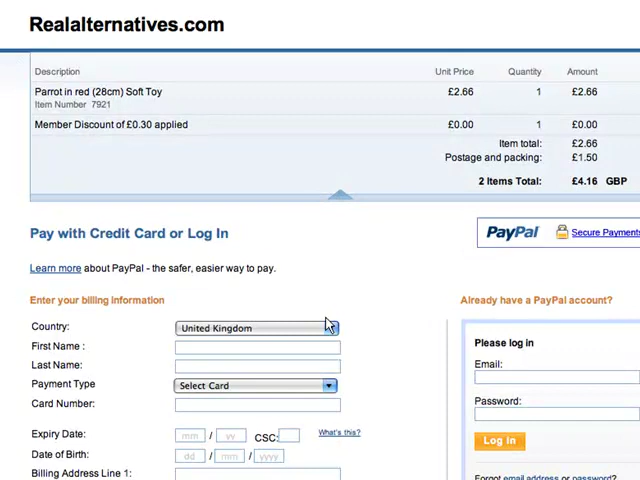 Realalternatives.com
Description Unit Price Quantity Amount
Parrot in red (28cm) Soft Toy £2.66 1 £2.66
Item Number 7921
Member Discount of £0.30 applied £0.00 1 £0.00
Item total: £2.66
Postage and packing: £1.50
2 Items Total: £4.16 GBP
Pay with Credit Card or Log In
PayPal Secure Payments
Learn more about PayPal - the safer, easier way to pay.
Enter your billing information
Already have a PayPal account?
Country: United Kingdom
First Name :
Last Name:
Payment Type Select Card
Card Number:
Expiry Date: mm / yy CSC: What's this?
Date of Birth: dd / mm / yyyy
Billing Address Line 1:
Please log in
Email:
Password:
Log In
Forgot email address or password?